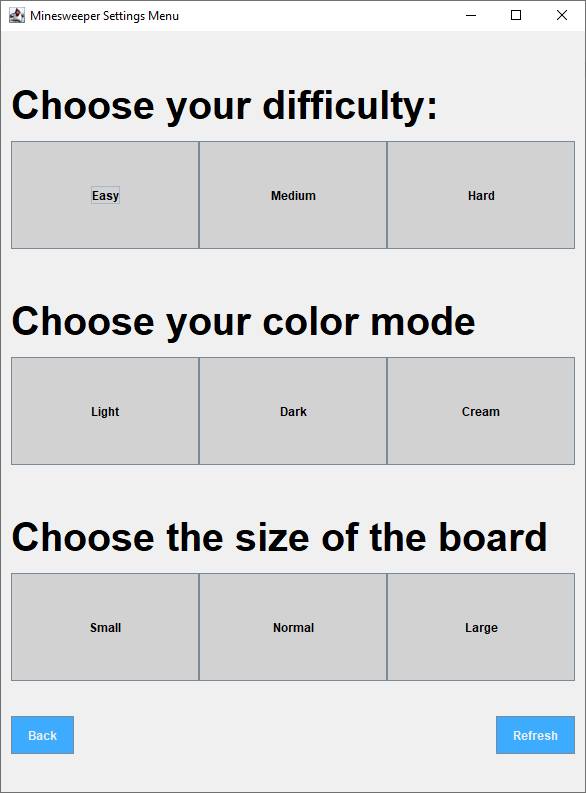 Minesweeper Settings Menu
Choose your difficulty:
Easy Medium Hard
Choose your color mode
Light Dark Cream
Choose the size of the board
Small Normal Large
Back Refresh